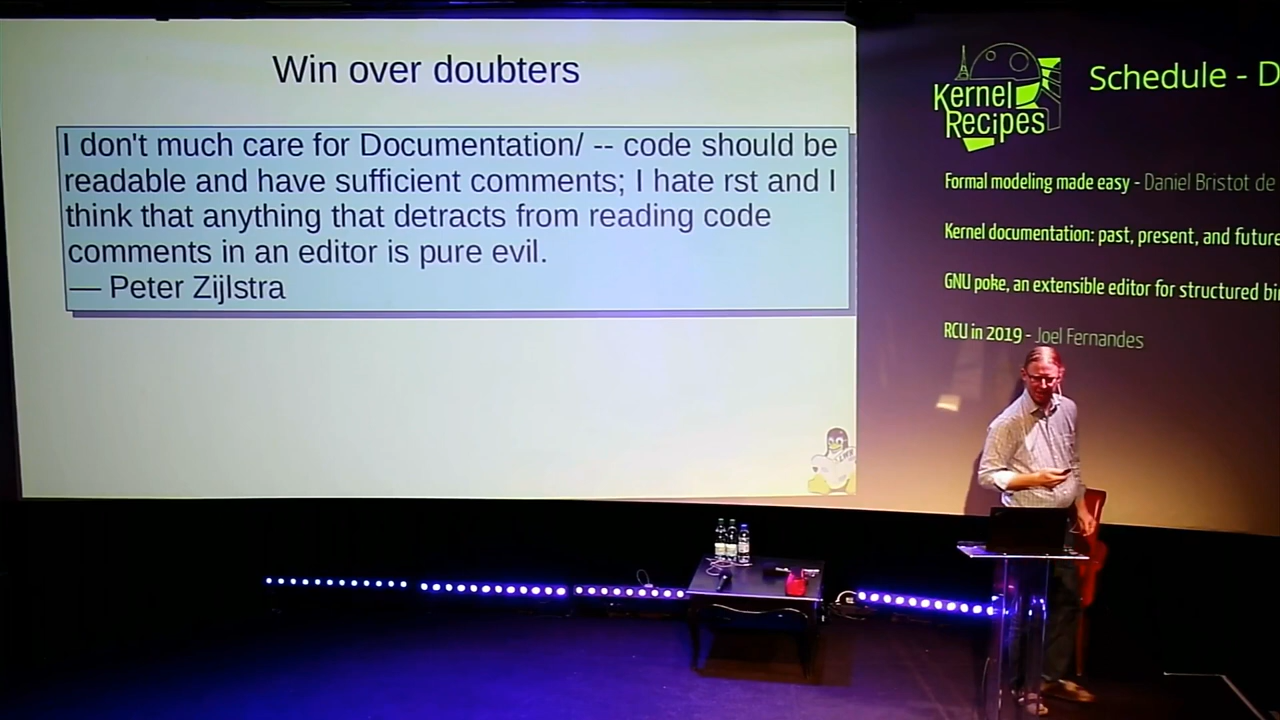 Win over doubters
I don't much care for Documentation/ -- code should be
readable and have sufficient comments; I hate rst and I
think that anything that detracts from reading code
comments in an editor is pure evil.
— Peter Zijlstra
Kernel
Recipes
Schedule - D
Formal modeling made easy - Daniel Bristot de
Kernel documentation: past, present, and future
GNU poke, an extensible editor for structured bi
RCU in 2019 - Joel Fernandes